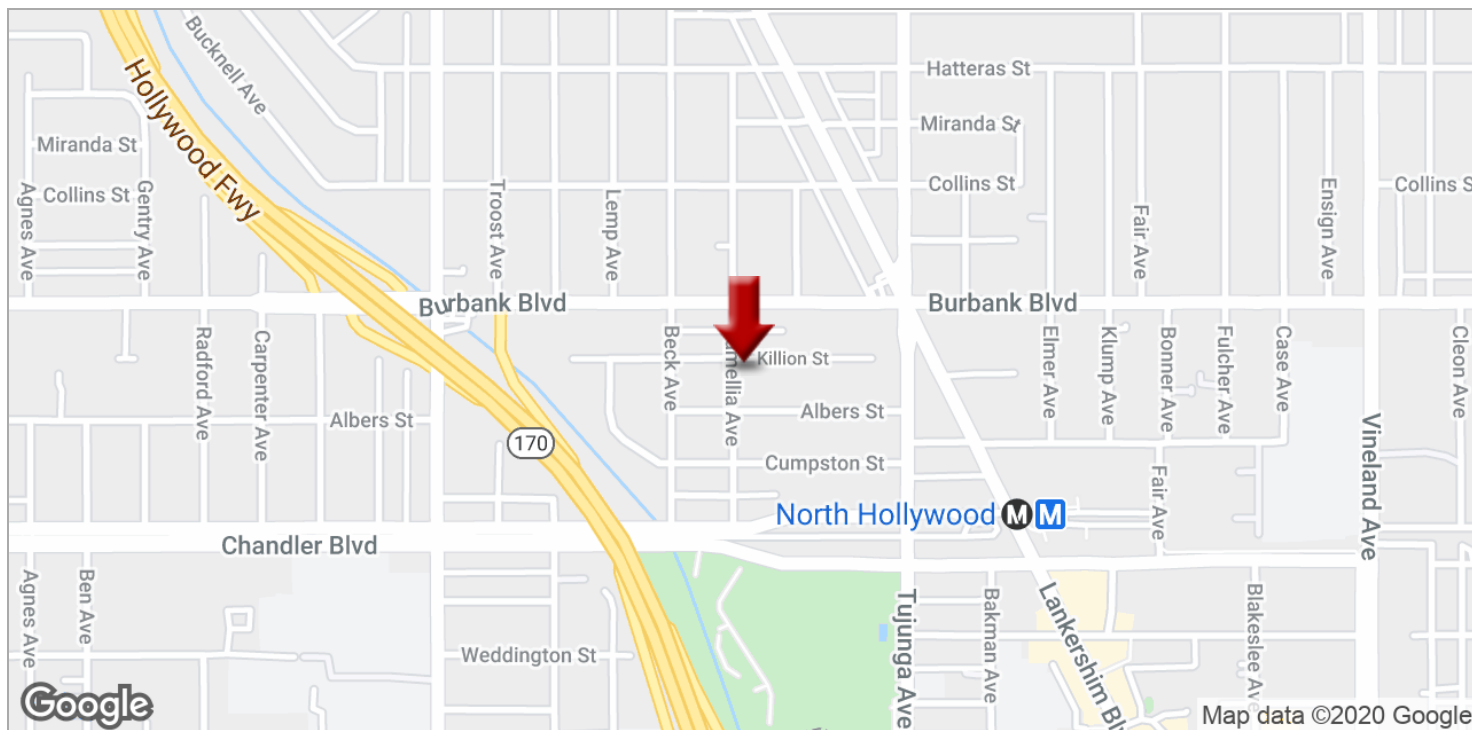 Bucknell Ave
Hatteras St
Hollywood Fwy
Miranda St
Miranda St
Collins St
Agnes Ave
Gentry Ave
Troost Ave
Lemp Ave
Collins St
Fair Ave
Ensign Ave
Collins S
Burbank Blvd
Burbank Blvd
Radford Ave
Carpenter Ave
Beck Ave
amellia Ave
Killion St
Elmer Ave
Klump Ave
Bonner Ave
Fulcher Ave
Case Ave
Cleon Ave
Albers St
Albers St
170
Cumpston St
Vineland Ave
Fair Ave
North Hollywood M M
Chandler Blvd
Agnes Ave
Ben Ave
Weddington St
Tujunga Ave
Bakman Ave
Lankershim Bl
Blakeslee Ave
Google
Map data ©2020 Google